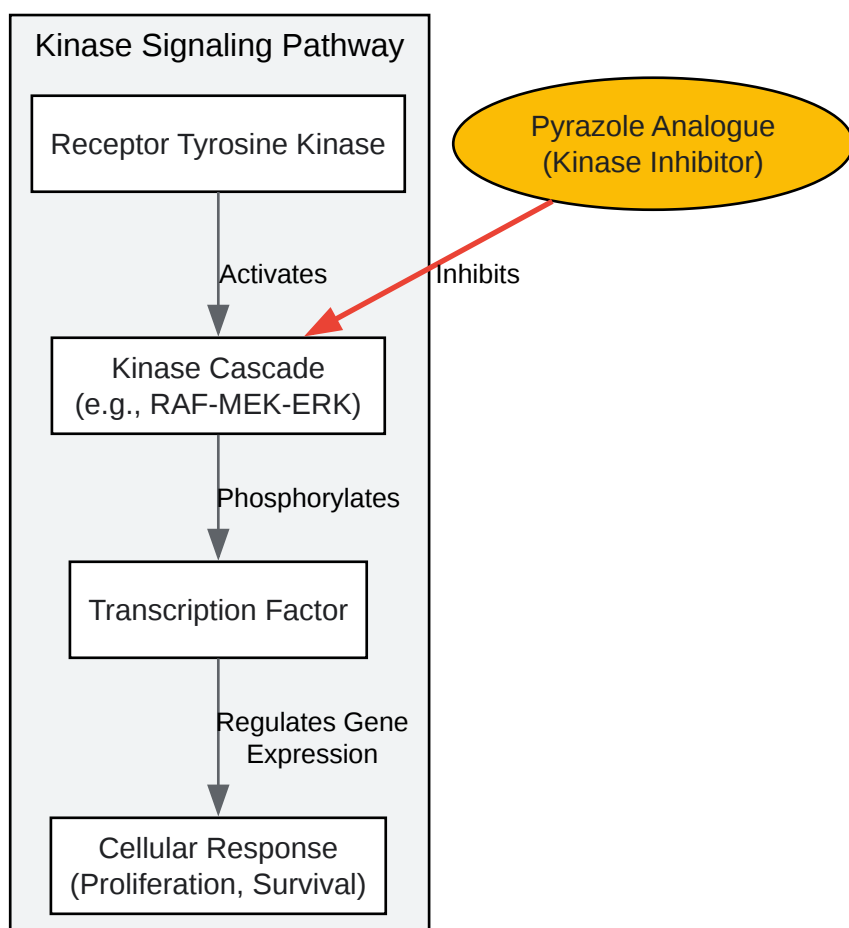 Kinase Signaling Pathway
Receptor Tyrosine Kinase
Pyrazole Analogue
(Kinase Inhibitor)
Activates
Inhibits
Kinase Cascade
(e.g., RAF-MEK-ERK)
Phosphorylates
Transcription Factor
Regulates Gene
Expression
Cellular Response
(Proliferation, Survival)